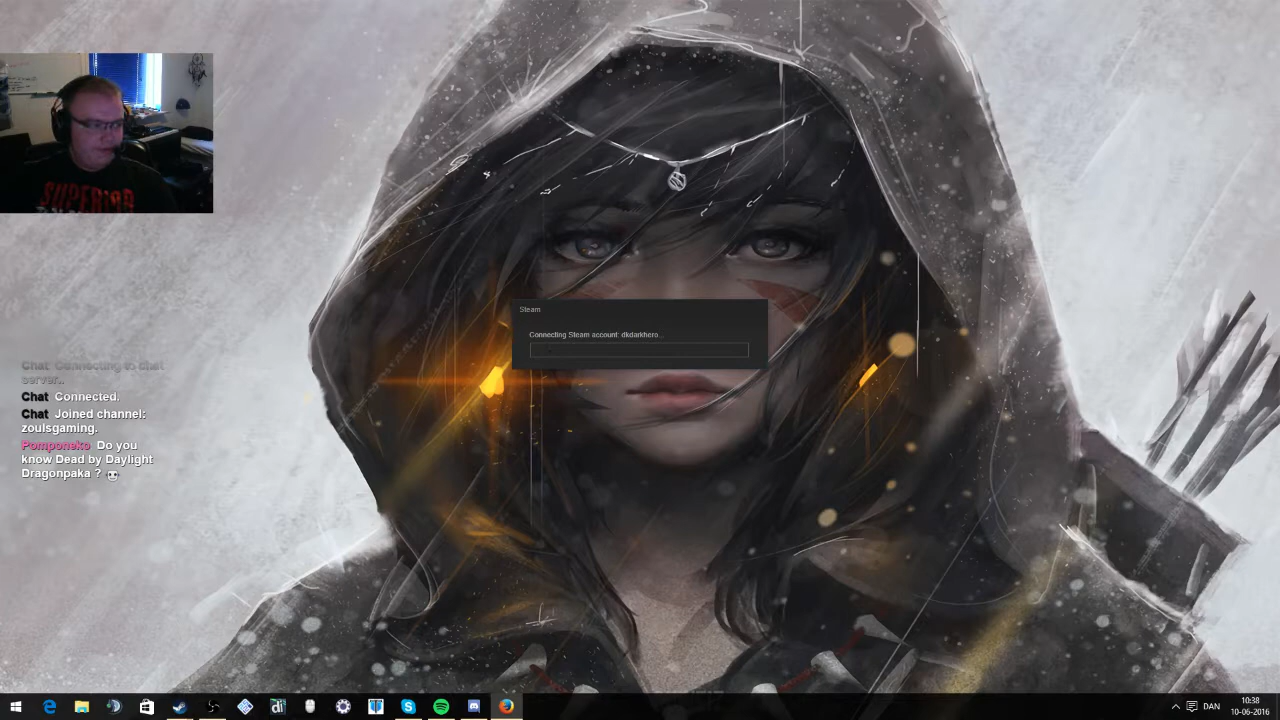 SUPERIOR
Steam
Connecting Steam account: dkdarkhero...
Chat Connecting to chat
server..
Chat Connected.
Chat Joined channel:
zoulsgaming.
Pomponeko Do you
know Dead by Daylight
Dragonpaka ?
DAN
10:38
10-06-2016